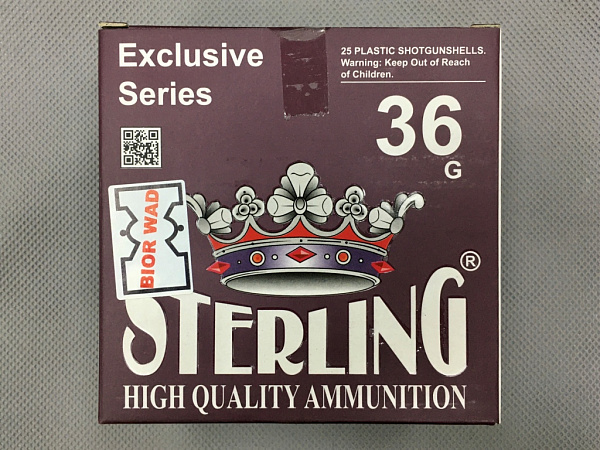 Exclusive
Series
25 PLASTIC SHOTGUNSHELLS.
Warning: Keep Out of Reach
of Children.
36
G
BIOR WAD
STERLING®
HIGH QUALITY AMMUNITION